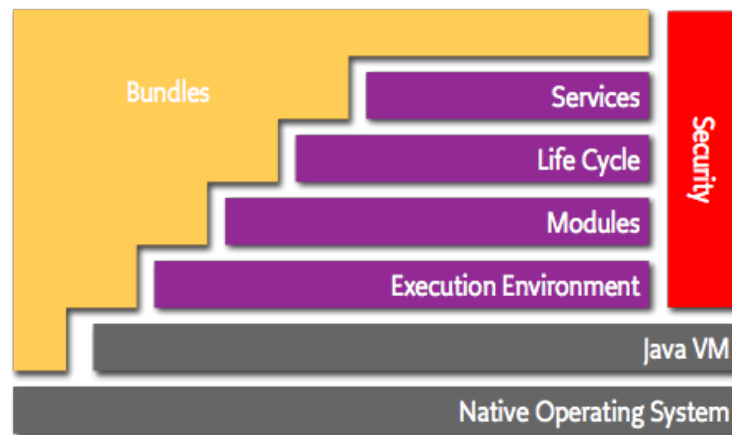 Bundles
Services
Life Cycle
Modules
Execution Environment
Java VM
Native Operating System
Security